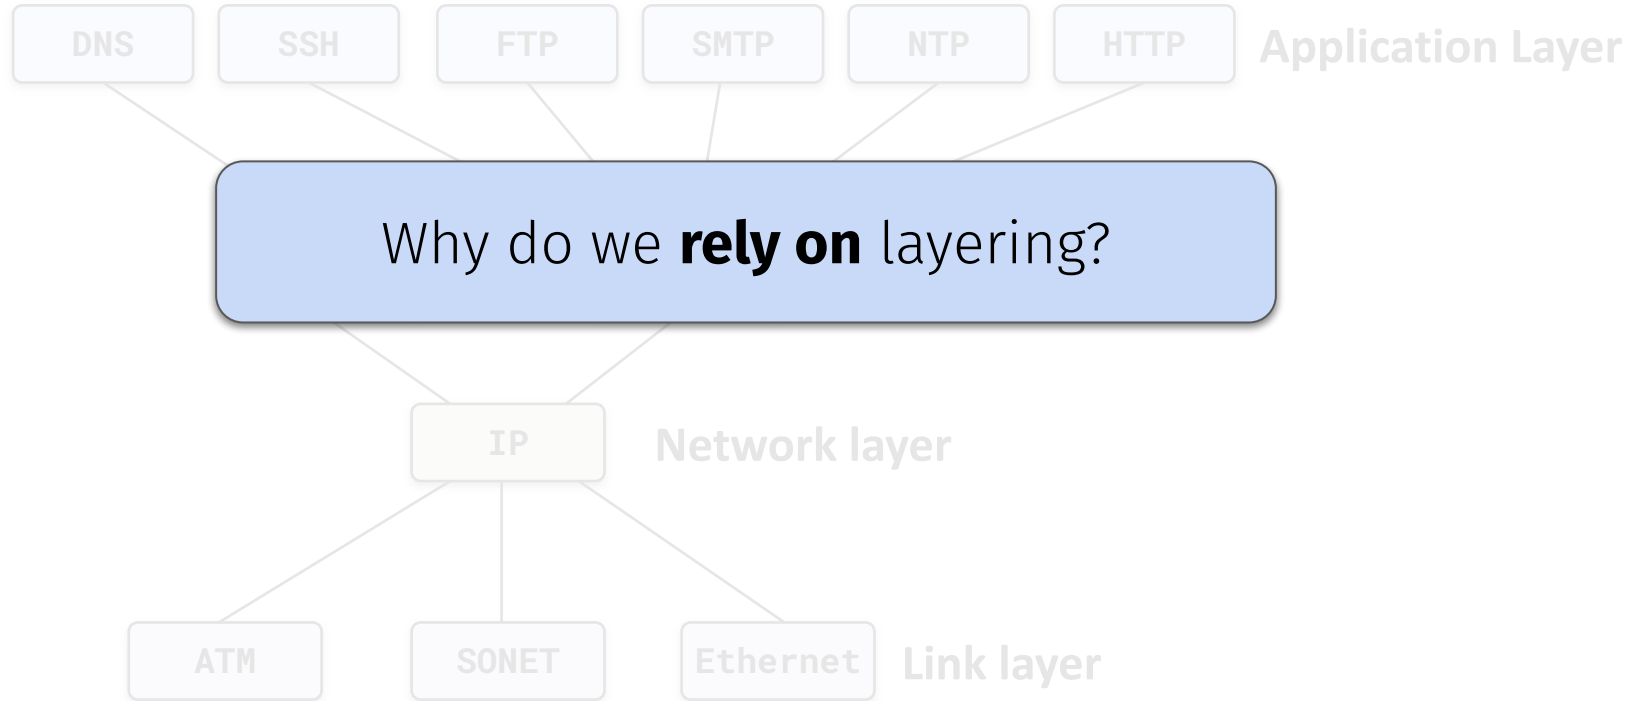 DNS SSH FTP SMTP NTP HTTP Application Layer
Why do we rely on layering?
IP Network layer
ATM SONET Ethernet Link layer